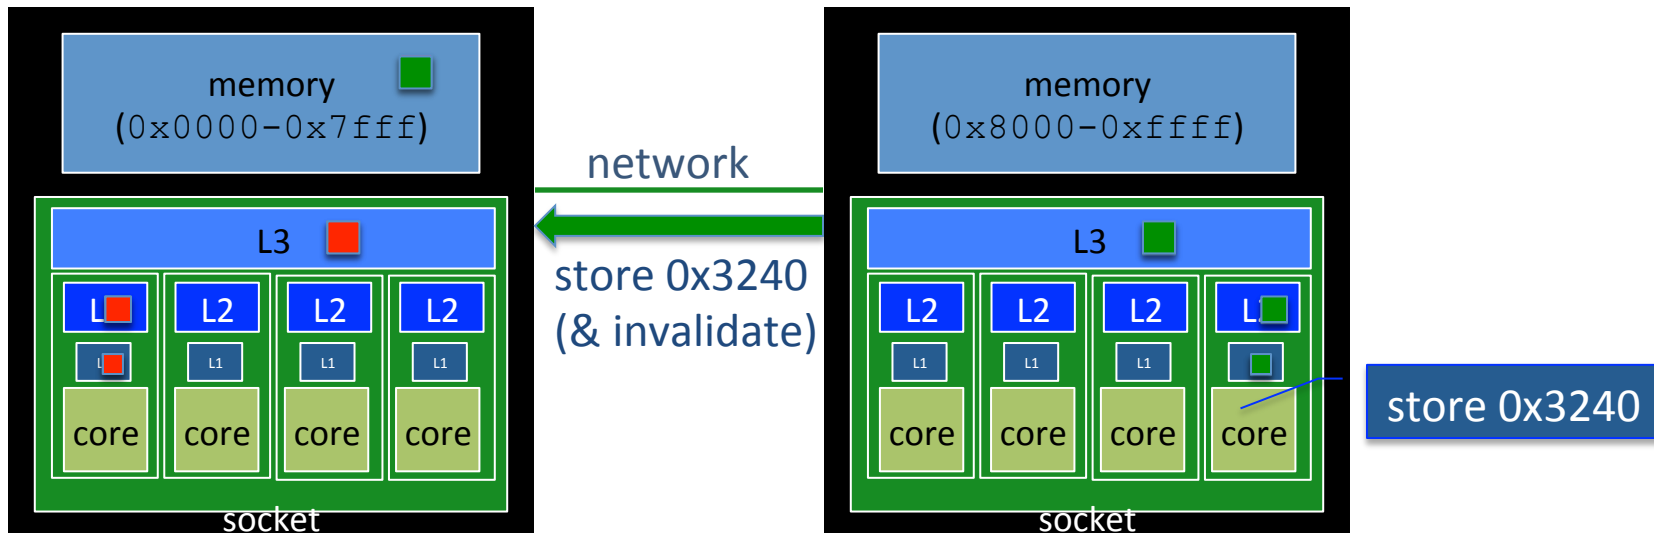 memory
(0x0000-0x7fff)
L3
L2 L2 L2
L1 L1 L1
core core core core
socket
network
store 0x3240
(& invalidate)
memory
(0x8000-0xffff)
L3
L2 L2 L2
L1 L1 L1
core core core core
socket
store 0x3240